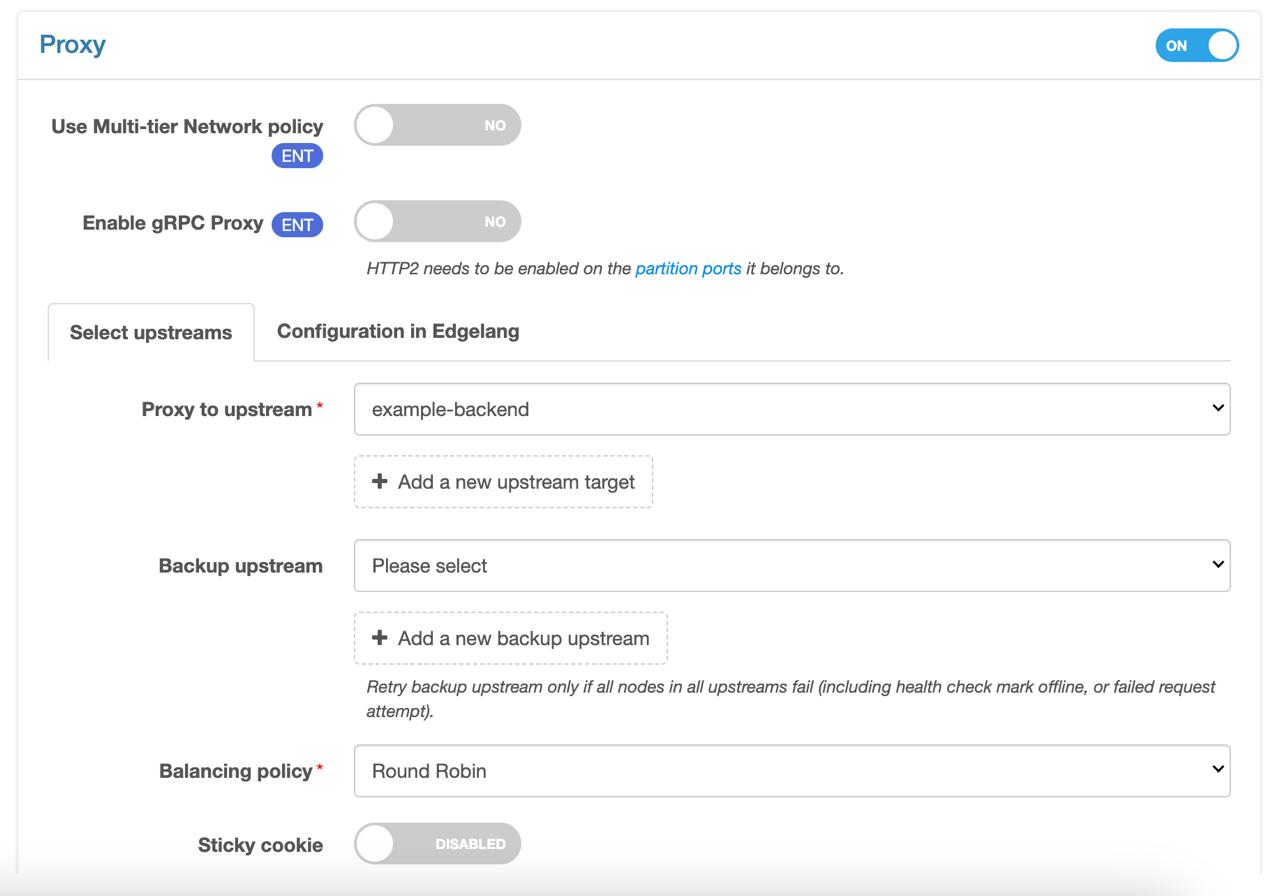 Proxy
ON
Use Multi-tier Network policy
ENT
NO
Enable gRPC Proxy ENT
NO
HTTP2 needs to be enabled on the partition ports it belongs to.
Select upstreams
Configuration in Edgelang
Proxy to upstream *
example-backend
+ Add a new upstream target
Backup upstream
Please select
+ Add a new backup upstream
Retry backup upstream only if all nodes in all upstreams fail (including health check mark offline, or failed request
attempt).
Balancing policy *
Round Robin
Sticky cookie
DISABLED